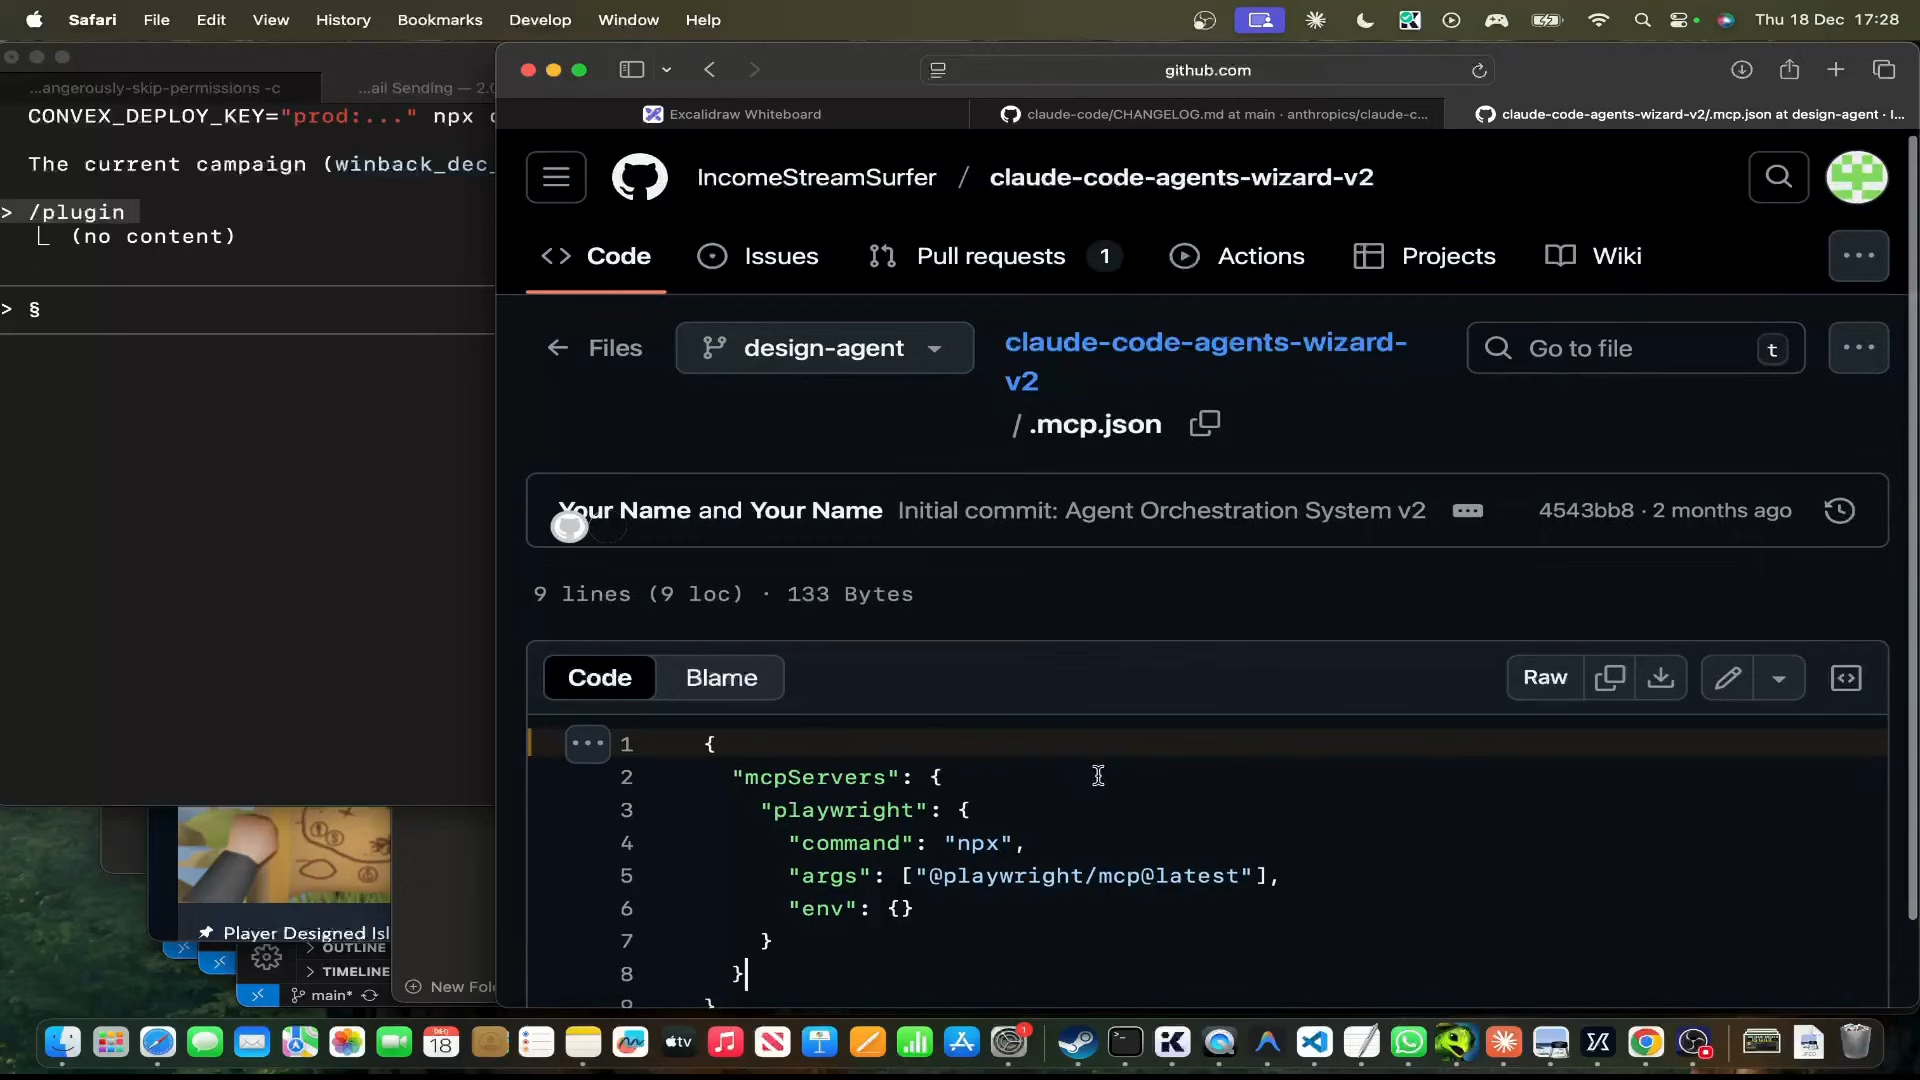 Safari File Edit View History Bookmarks Develop Window Help Thu 18 Dec 17:28
...angerously-skip-permissions -c
...ail Sending — 2.0
CONVEX_DEPLOY_KEY="prod:..." npx
The current campaign (winback_dec_
> /plugin
(no content)
> §
github.com
Excalidraw Whiteboard
claude-code/CHANGELOG.md at main · anthropics/claude-c...
claude-code-agents-wizard-v2/.mcp.json at design-agent · I...
IncomeStreamSurfer / claude-code-agents-wizard-v2
Code Issues Pull requests 1 Actions Projects Wiki
Files
design-agent
claude-code-agents-wizard-
v2
/ .mcp.json
Go to file t
Your Name and Your Name Initial commit: Agent Orchestration System v2 4543bb8 · 2 months ago
9 lines (9 loc) · 133 Bytes
Code Blame Raw
1 {
2 "mcpServers": {
3 "playwright": {
4 "command": "npx",
5 "args": ["@playwright/mcp@latest"],
6 "env": {}
7 }
8 }
9 }
Player Designed Isl
OUTLINE
TIMELINE
main*
New Fol
DEC
18
tv
1